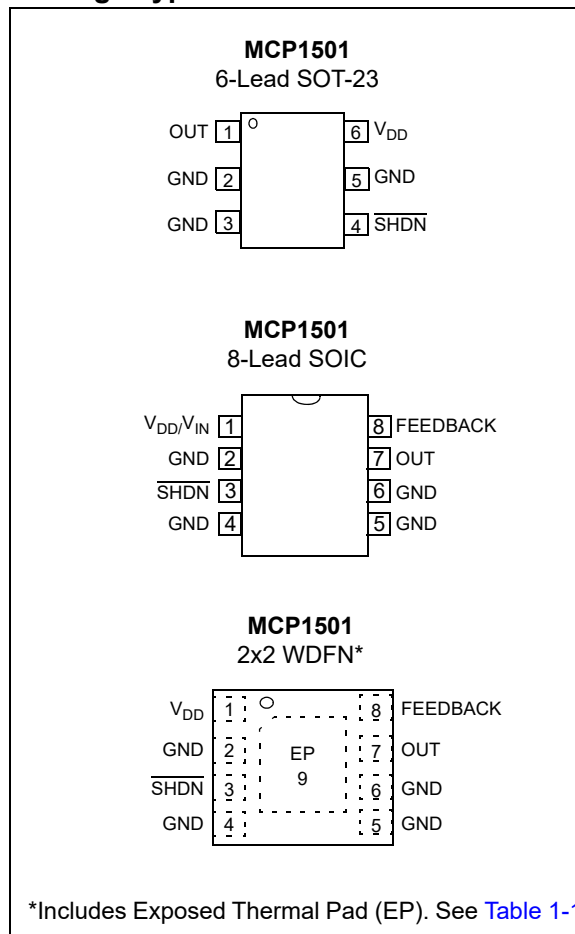 MCP1501
6-Lead SOT-23
OUT 1 6 VDD
GND 2 5 GND
GND 3 4 SHDN
MCP1501
8-Lead SOIC
VDD/VIN 1 8 FEEDBACK
GND 2 7 OUT
SHDN 3 6 GND
GND 4 5 GND
MCP1501
2x2 WDFN*
VDD 1 8 FEEDBACK
GND 2 EP 7 OUT
9
SHDN 3 6 GND
GND 4 5 GND
*Includes Exposed Thermal Pad (EP). See Table 1-1